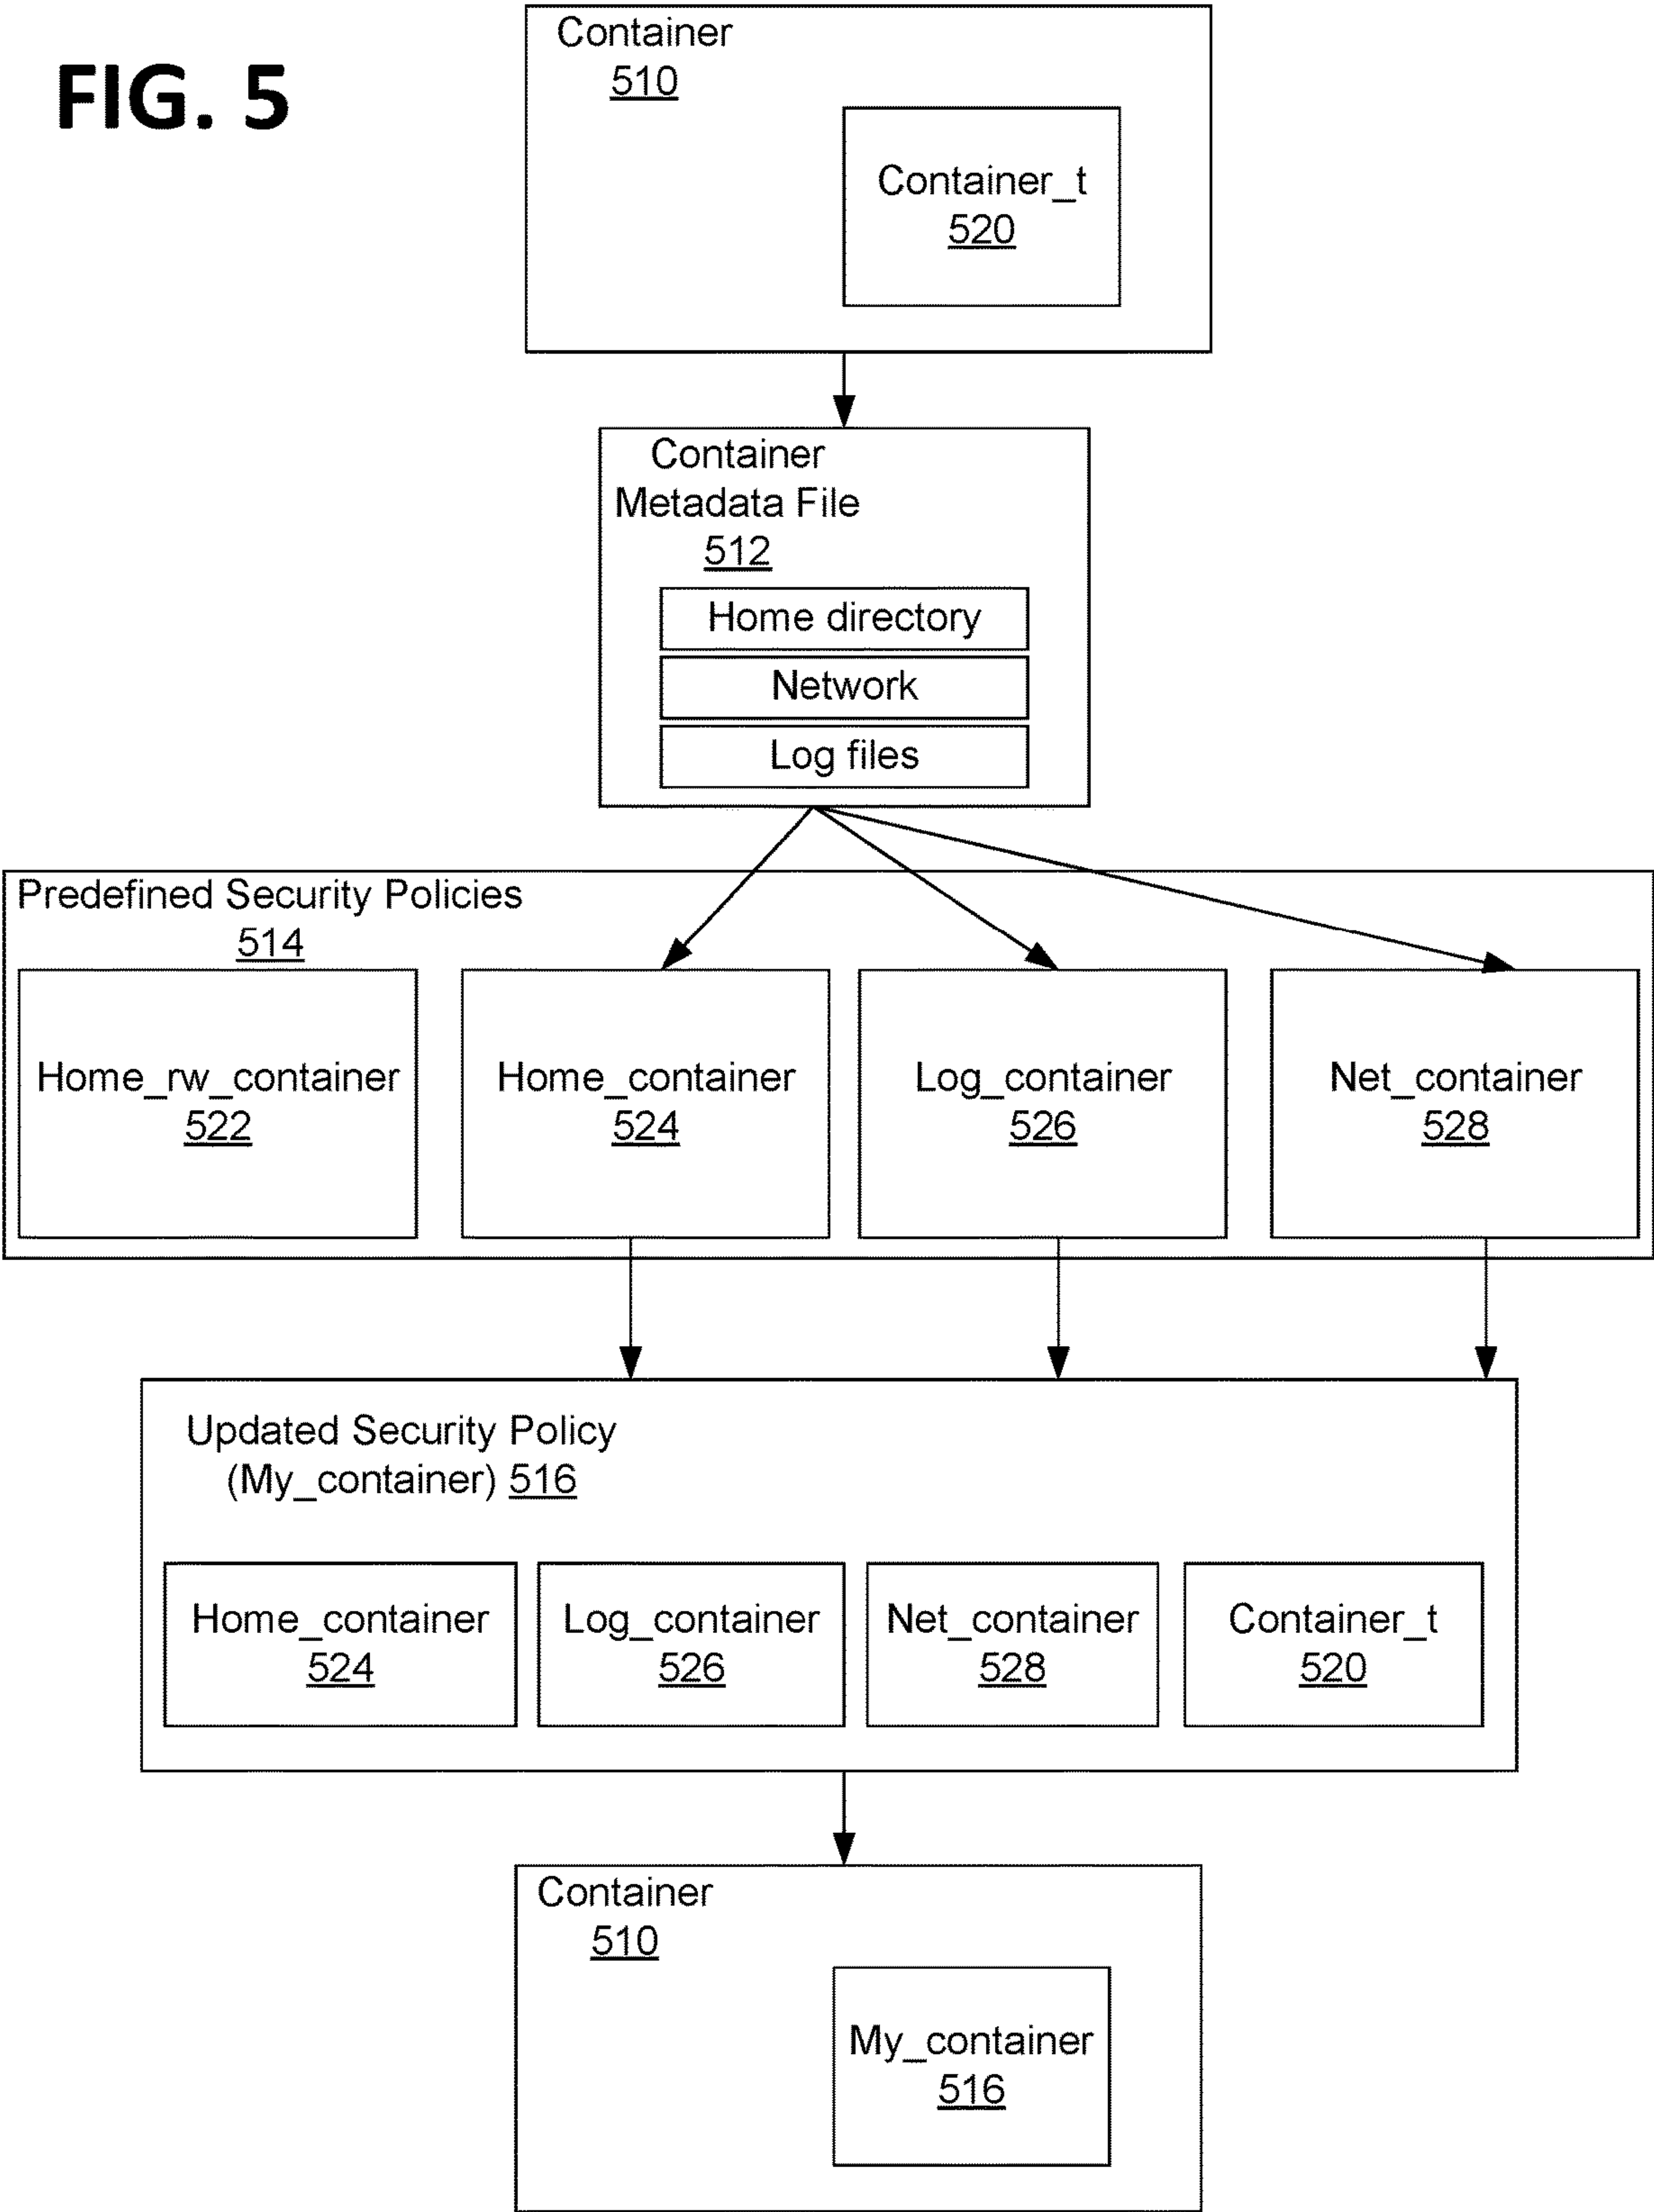 FIG. 5
Container
510
Container_t
520
Container
Metadata File
512
Home directory
Network
Log files
Predefined Security Policies
514
Home_rw_container
522
Home_container
524
Log_container
526
Net_container
528
Updated Security Policy
(My_container) 516
Home_container
524
Log_container
526
Net_container
528
Container_t
520
Container
510
My_container
516